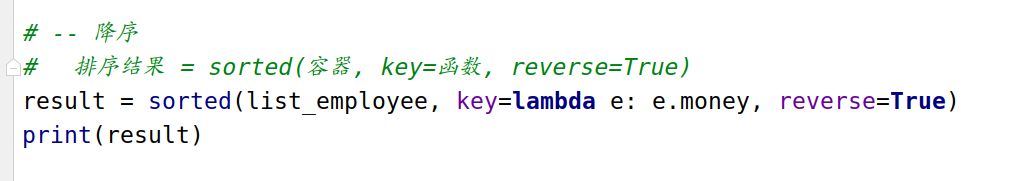 # -- 降序
#   排序结果 = sorted(容器, key=函数, reverse=True)
result = sorted(list_employee, key=lambda e: e.money, reverse=True)
print(result)